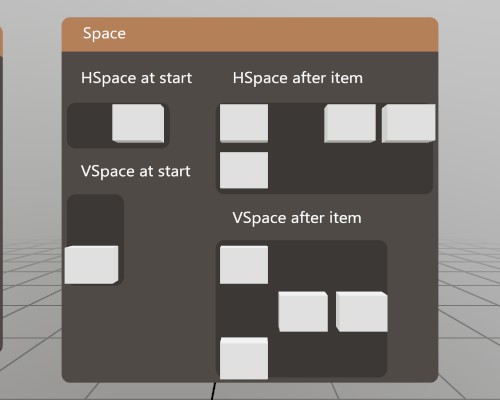 Space
HSpace at start
HSpace after item
VSpace at start
VSpace after item